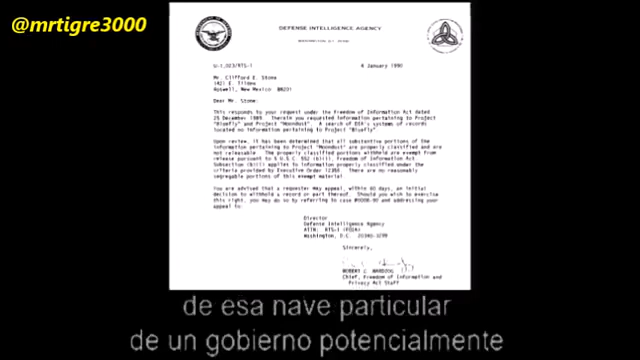 @mrtigre3000
DEFENSE INTELLIGENCE AGENCY
4 January 1990
Mr. Clifford E. Stone
Roswell, New Mexico 88201
Dear Mr. Stone:
This responds to your request under the Freedom of Information Act dated
25 December 1989. Therein you requested information pertaining to Project
"Bluefly" and Project "Moondust". A search of DIA's systems of records
located no information pertaining to Project "Bluefly".
Upon review, it has been determined that all substantive portions of the
information pertaining to Project "Moondust" are properly classified and are
not releasable. The properly classified portions withheld are exempt from
release pursuant to 5 U.S.C. 552 Freedom of Information Act
Subsection applies to information properly classified under the
criteria provided by Executive Order 12356. There are no reasonably
segregable portions of this exempt material
You are advised that a requester may appeal, within 60 days, an initial
decision to withhold a record or part thereof. Should you wish to exercise
this right, you may do so by referring to case and addressing your
appeal to:
Director
Defense Intelligence Agency
ATTN:
Washington, D.C.
Sincerely,
ROBERT C.
Chief, Freedom of Information and
Privacy Act Staff
de esa nave particular
de un gobierno potencialmente